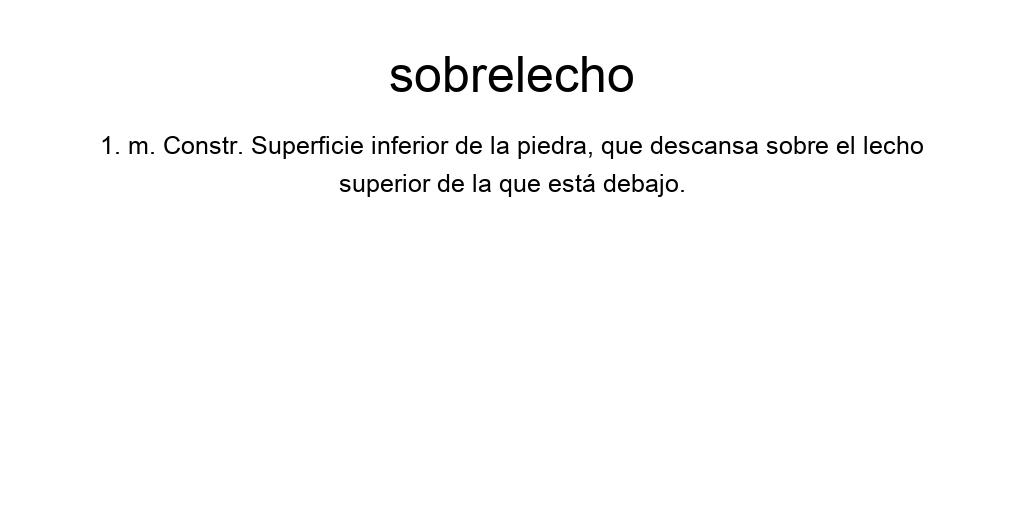 sobrelecho
1. m. Constr. Superficie inferior de la piedra, que descansa sobre el lecho
superior de la que está debajo.